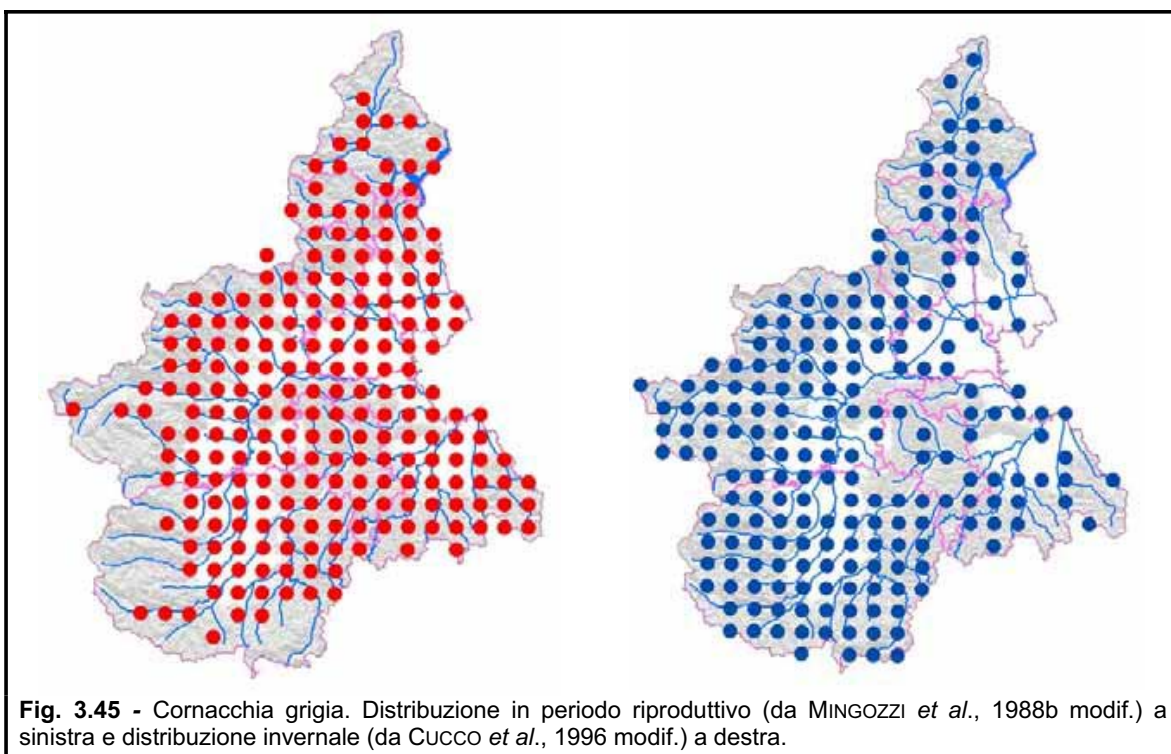 Fig. 3.45 - Cornacchia grigia. Distribuzione in periodo riproduttivo (da MINGOZZI et al., 1988b modif.) a
sinistra e distribuzione invernale (da CUCCO et al., 1996 modif.) a destra.